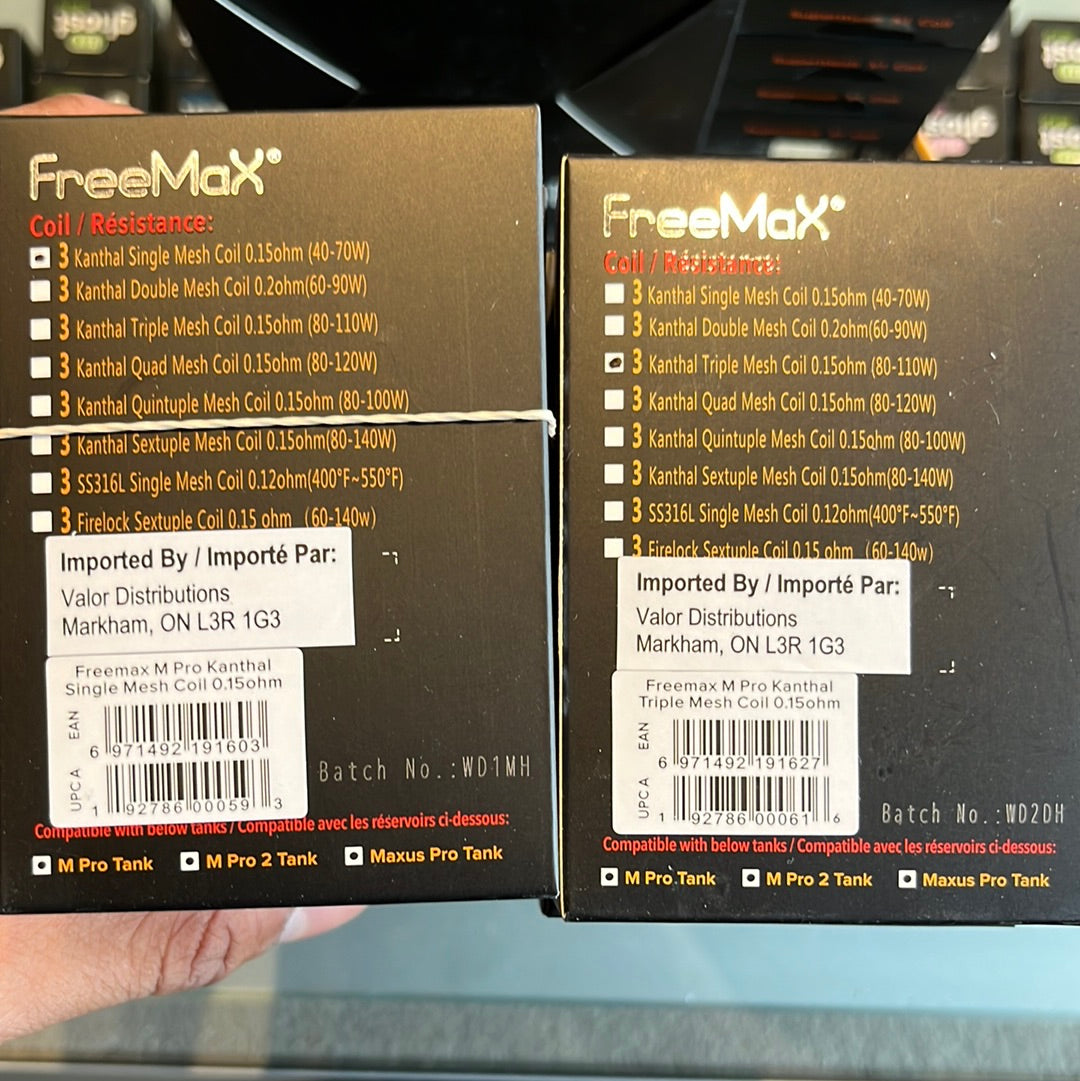 FreeMaX®
Coil / Résistance:
3 Kanthal Single Mesh Coil 0.15ohm (40-70W)
3 Kanthal Double Mesh Coil 0.2ohm(60-90W)
3 Kanthal Triple Mesh Coil 0.15ohm (80-110W)
3 Kanthal Quad Mesh Coil 0.15ohm (80-120W)
3 Kanthal Quintuple Mesh Coil 0.15ohm (80-100W)
3 Kanthal Sextuple Mesh Coil 0.15ohm(80-140W)
3 SS316L Single Mesh Coil 0.12ohm(400°F~550°F)
3 Firelock Sextuple Coil 0.15 ohm (60-140w)
Imported By / Importé Par:
Valor Distributions
Markham, ON L3R 1G3
Freemax M Pro Kanthal
Single Mesh Coil 0.15ohm
EAN
6 971492 191603
UPCA
1 92786 00059 3
Batch No.:WD1MH
Compatible with below tanks / Compatible avec les réservoirs ci-dessous:
M Pro Tank M Pro 2 Tank Maxus Pro Tank
FreeMaX®
Coil / Résistance:
3 Kanthal Single Mesh Coil 0.15ohm (40-70W)
3 Kanthal Double Mesh Coil 0.2ohm(60-90W)
3 Kanthal Triple Mesh Coil 0.15ohm (80-110W)
3 Kanthal Quad Mesh Coil 0.15ohm (80-120W)
3 Kanthal Quintuple Mesh Coil 0.15ohm (80-100W)
3 Kanthal Sextuple Mesh Coil 0.15ohm(80-140W)
3 SS316L Single Mesh Coil 0.12ohm(400°F~550°F)
3 Firelock Sextuple Coil 0.15 ohm (60-140w)
Imported By / Importé Par:
Valor Distributions
Markham, ON L3R 1G3
Freemax M Pro Kanthal
Triple Mesh Coil 0.15ohm
EAN
6 971492 191627
UPCA
1 92786 00061 6
Batch No.:WD2DH
Compatible with below tanks / Compatible avec les réservoirs ci-dessous:
M Pro Tank M Pro 2 Tank Maxus Pro Tank
ghost